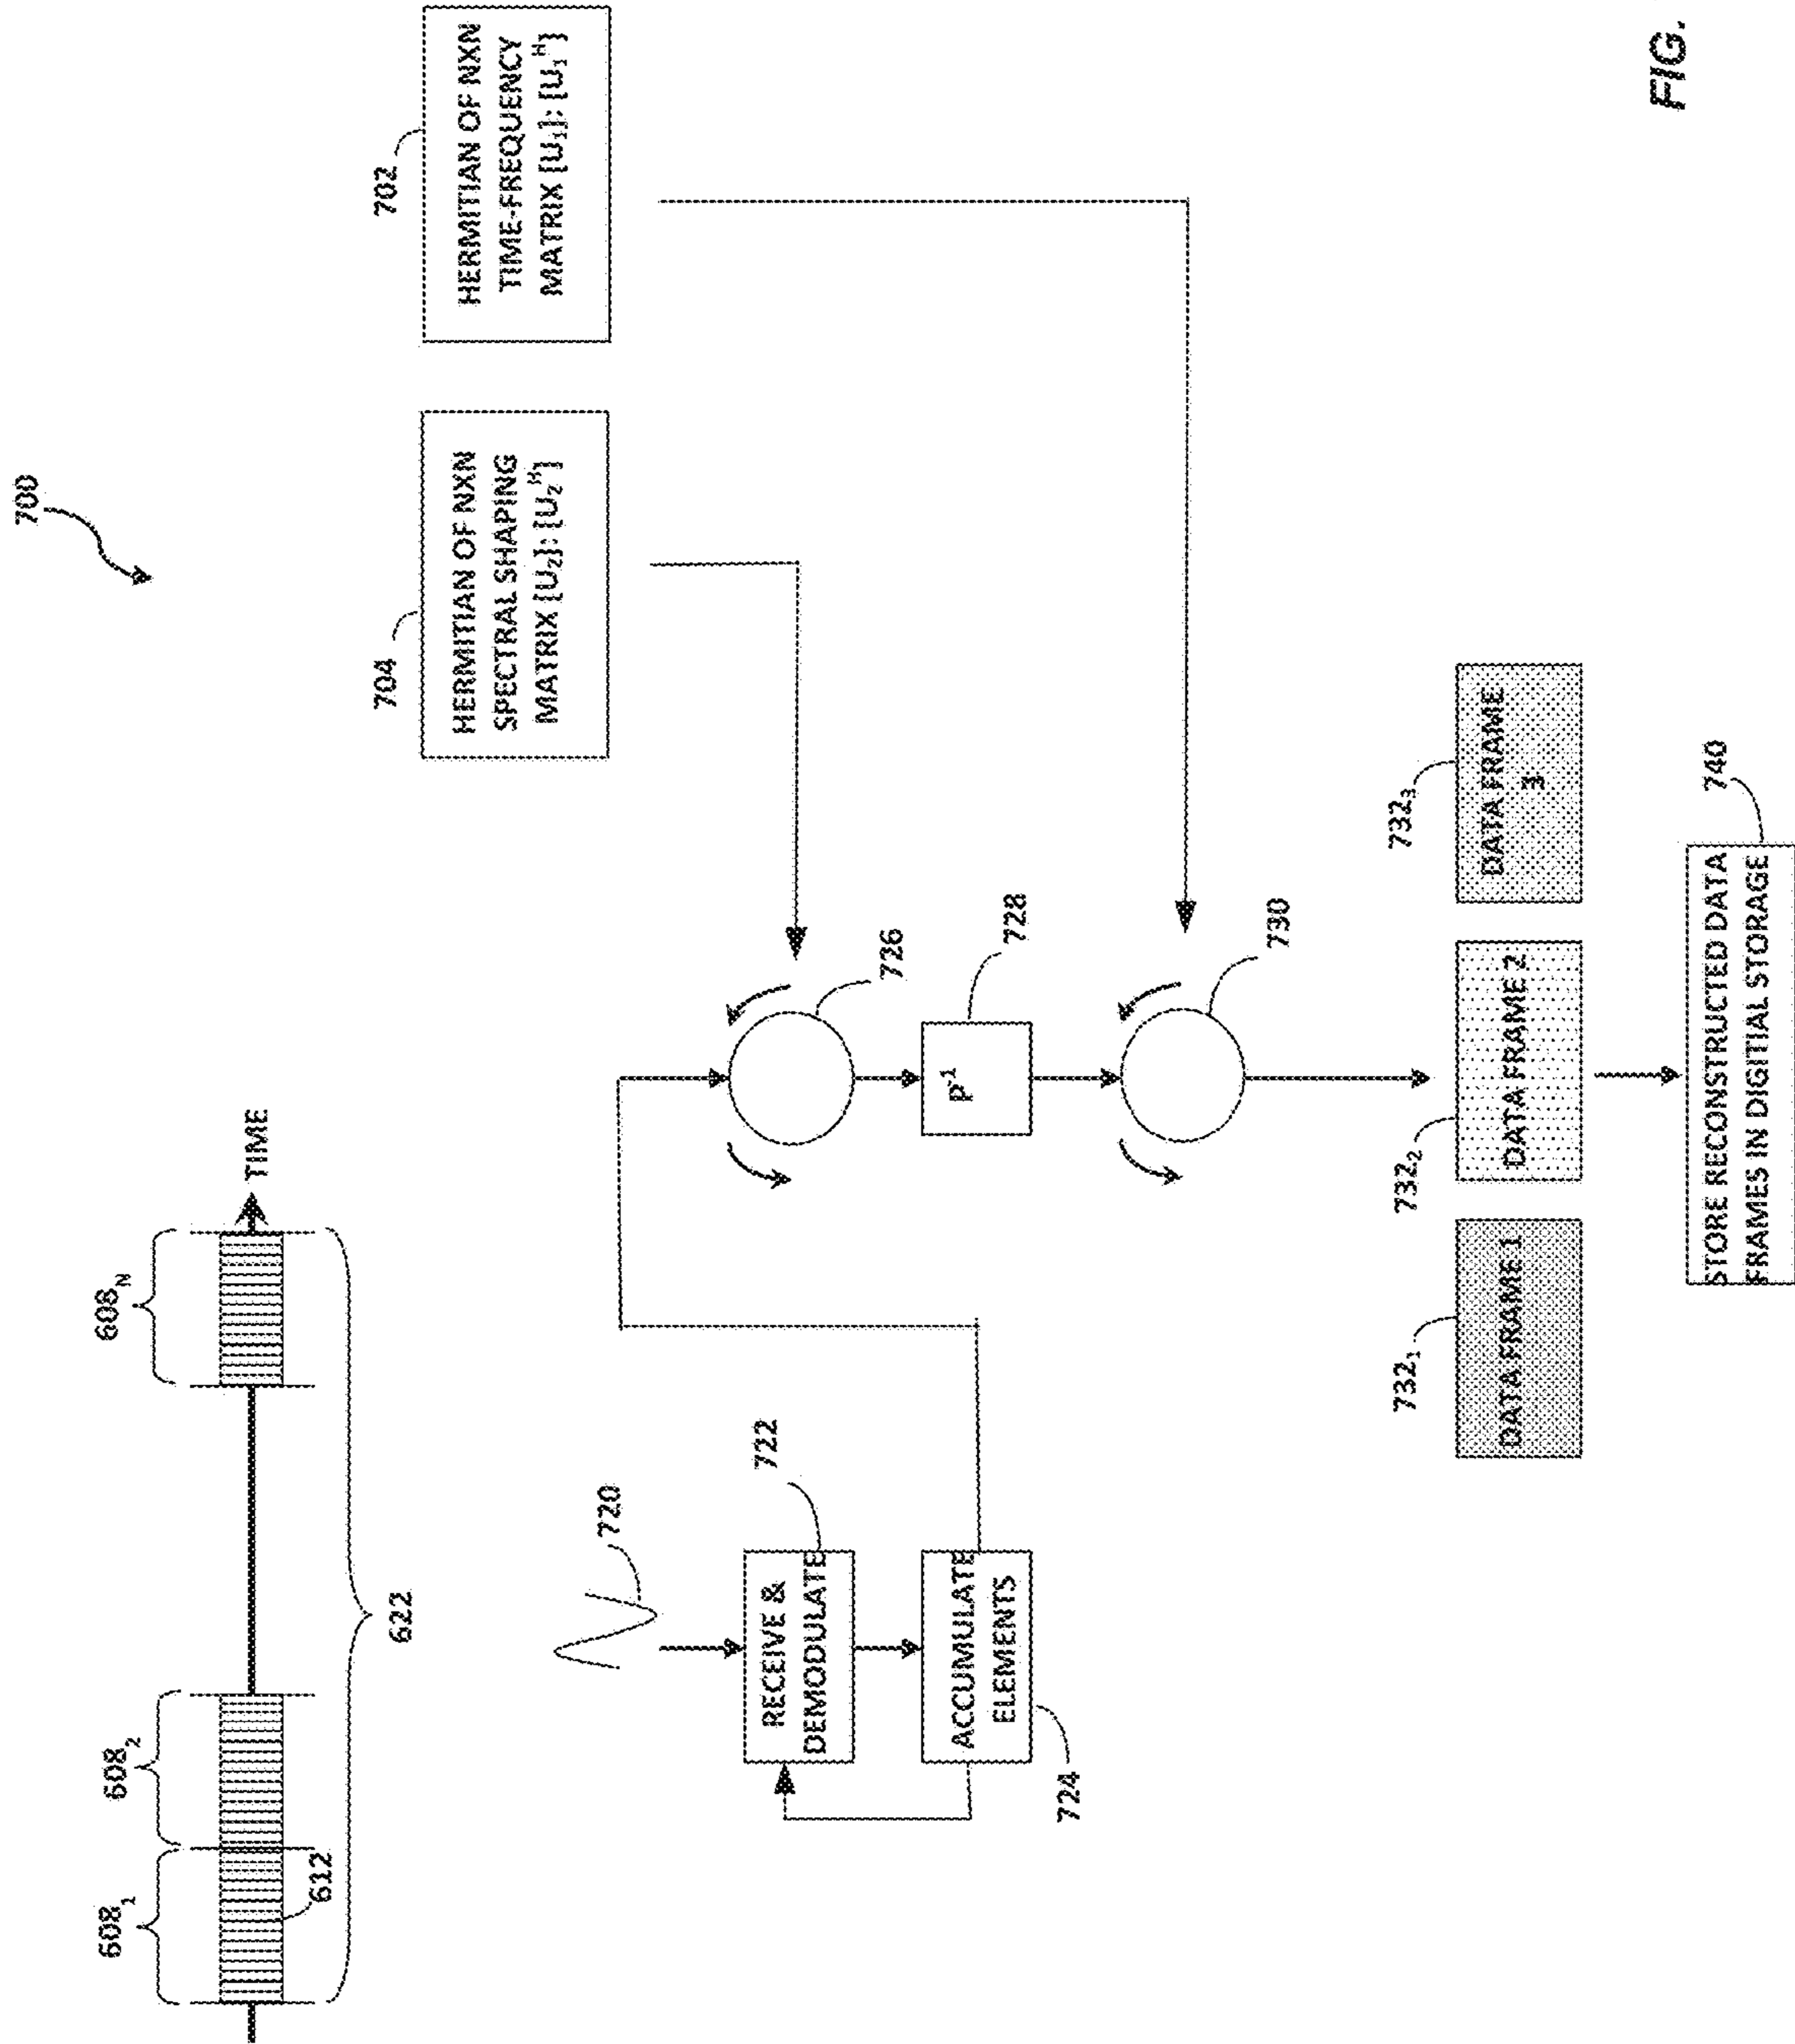 700
608₁
608₂
608_N
TIME
612
622
720
RECEIVE &
DEMODULATE
722
ACCUMULATE
ELEMENTS
724
704
HERMITIAN OF NXN
SPECTRAL SHAPING
MATRIX [U₂]: [U₂ᴴ]
702
HERMITIAN OF NXN
TIME-FREQUENCY
MATRIX [U₁]: [U₁ᴴ]
726
P⁻¹
728
730
732₁
DATA FRAME 1
732₂
DATA FRAME 2
732₃
DATA FRAME
3
STORE RECONSTRUCTED DATA
FRAMES IN DIGITIAL STORAGE
740
FIG.